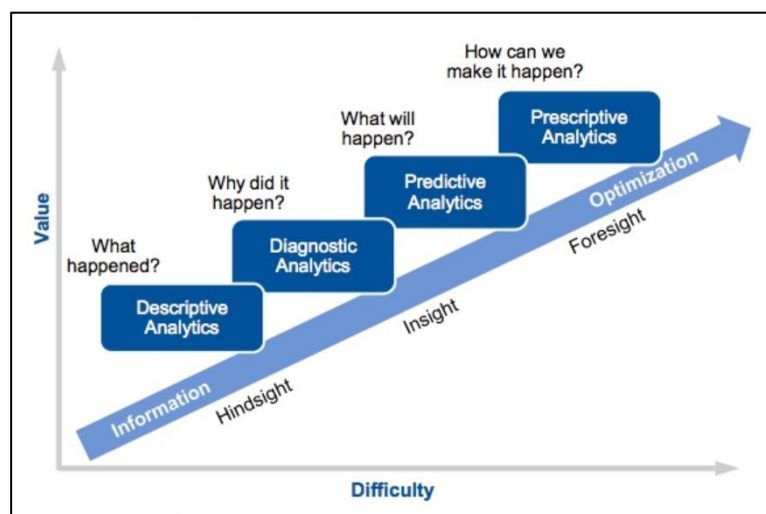 How can we
make it happen?
Prescriptive
Analytics
What will
happen?
Predictive
Analytics
Optimization
Why did it
happen?
Diagnostic
Analytics
Foresight
Value
What
happened?
Descriptive
Analytics
Insight
Information
Hindsight
Difficulty